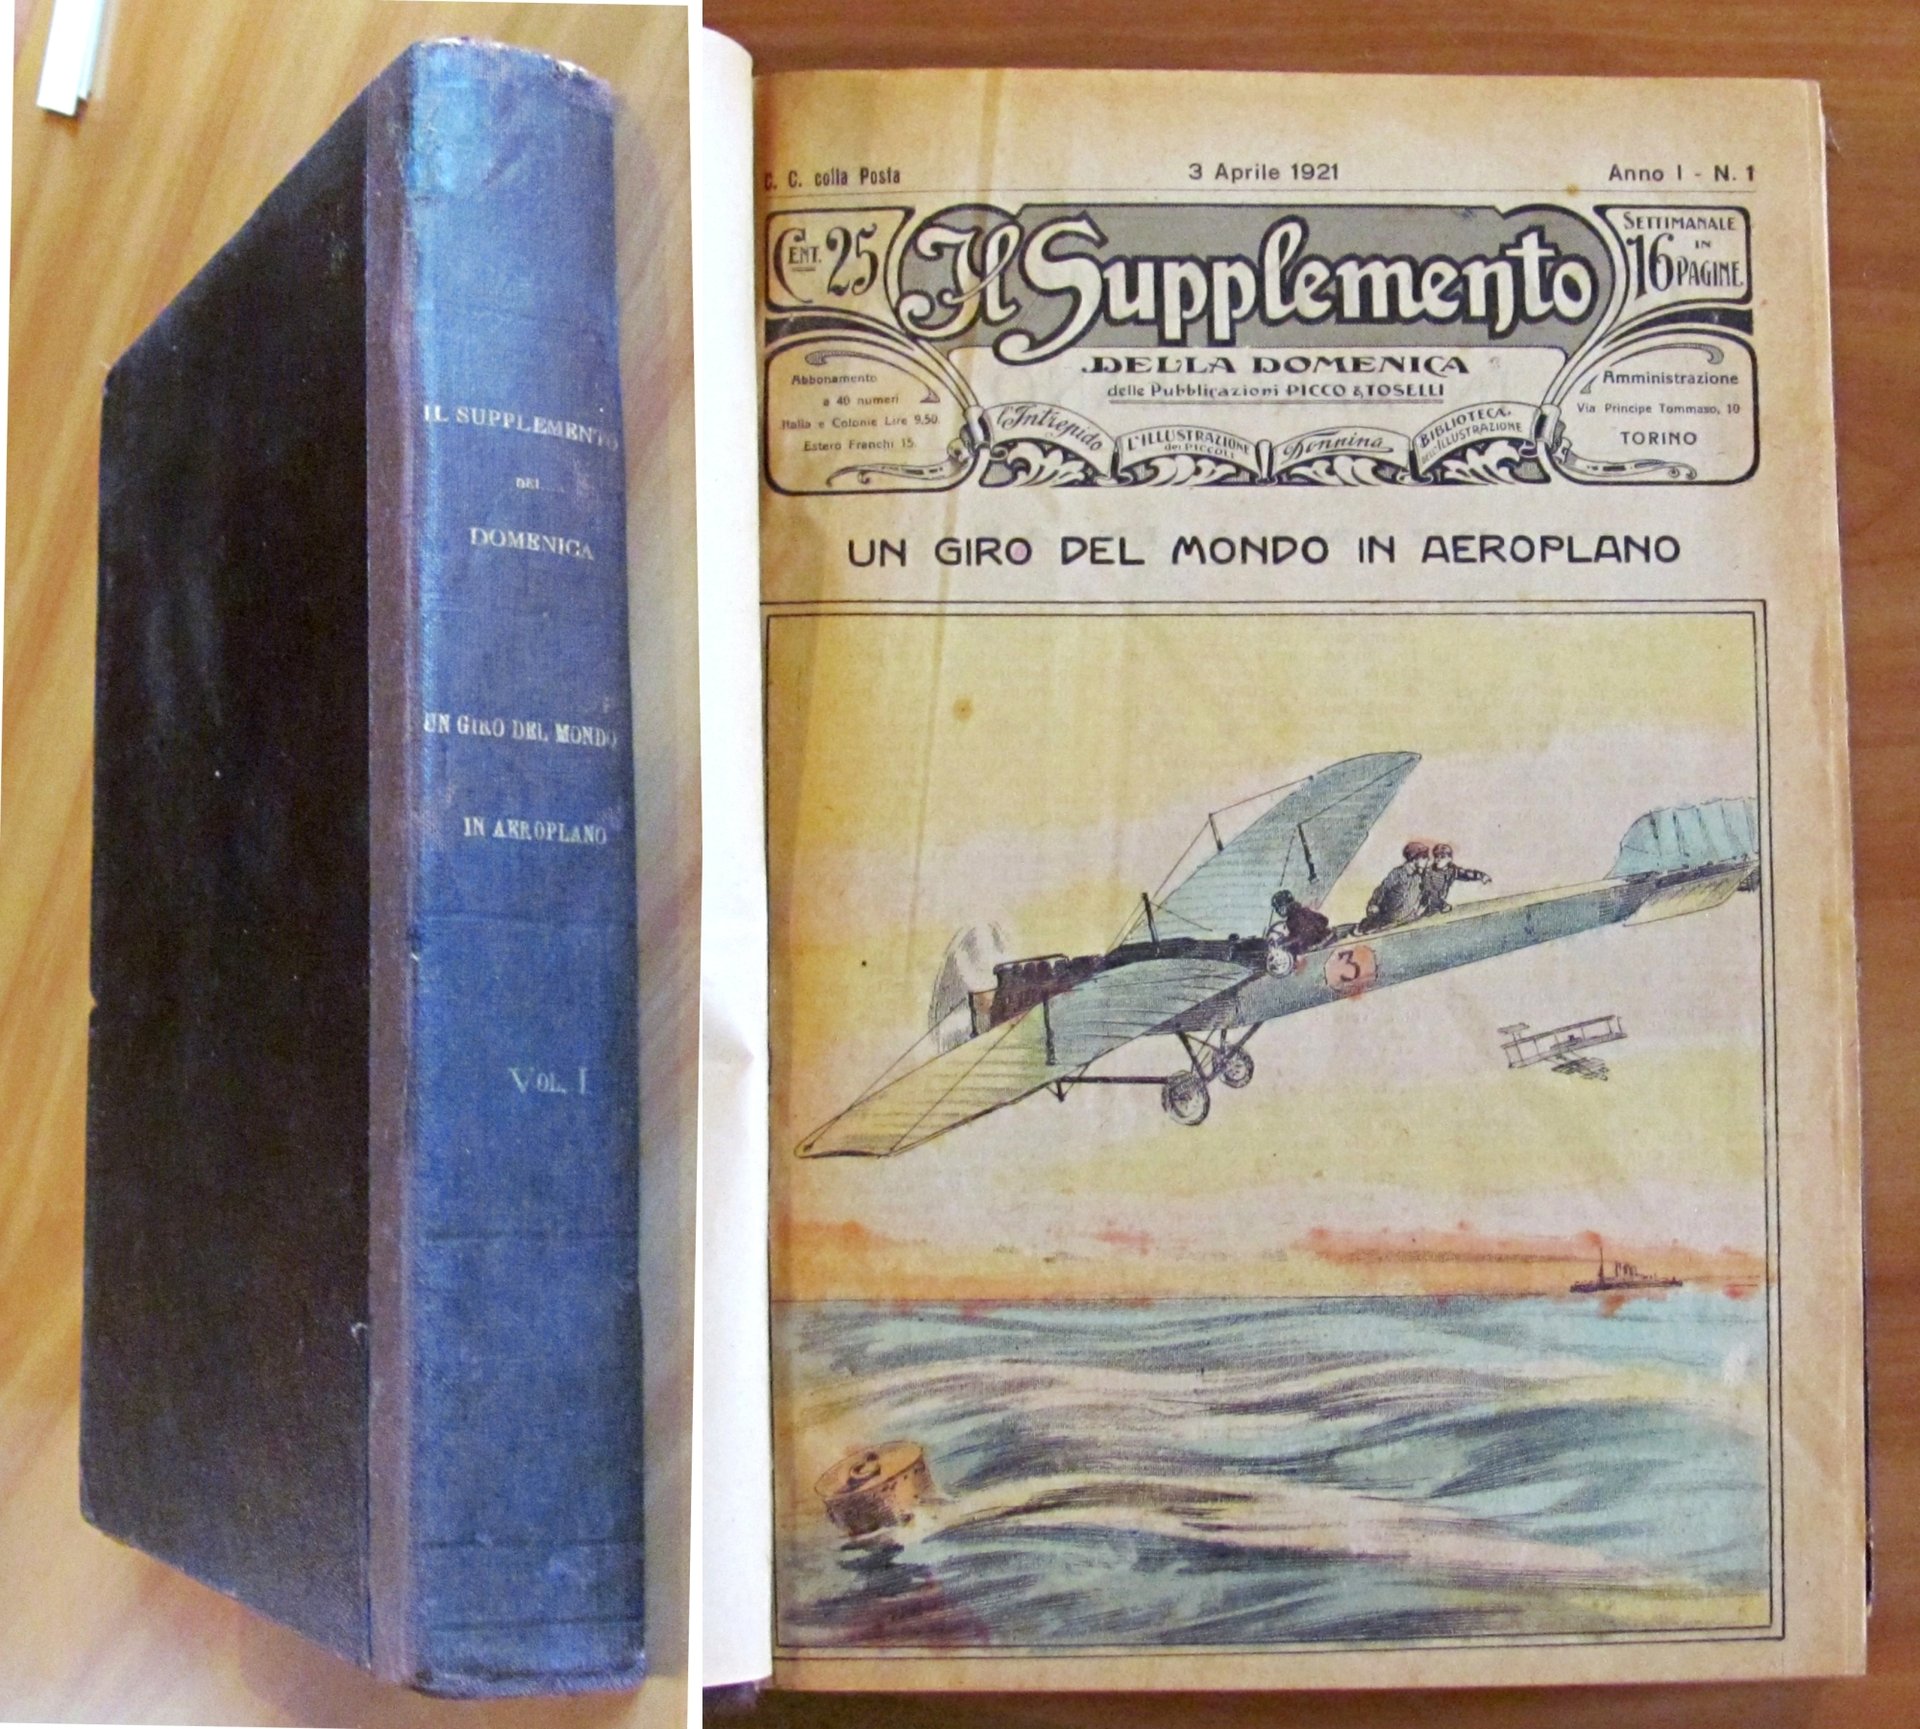 IL SUPPLEMENTO
DOMENICA
UN GIRO DEL MONDO
IN AEROPLANO
VOL. I
C. C. colla Posta
3 Aprile 1921
Anno I - N. 1
CENT. 25
Il Supplemento
SETTIMANALE
IN
16 PAGINE
DELLA DOMENICA
delle Pubblicazioni PICCO & TOSELLI
Abbonamento
a 40 numeri
Italia e Colonie Lire 9,50
Estero Franchi 15.
l'Intrepido
L'ILLUSTRAZIONE
dei PICCOLI
Donnina
BIBLIOTECA
dell'ILLUSTRAZIONE
Amministrazione
Via Principe Tommaso, 10
TORINO
UN GIRO DEL MONDO IN AEROPLANO
3